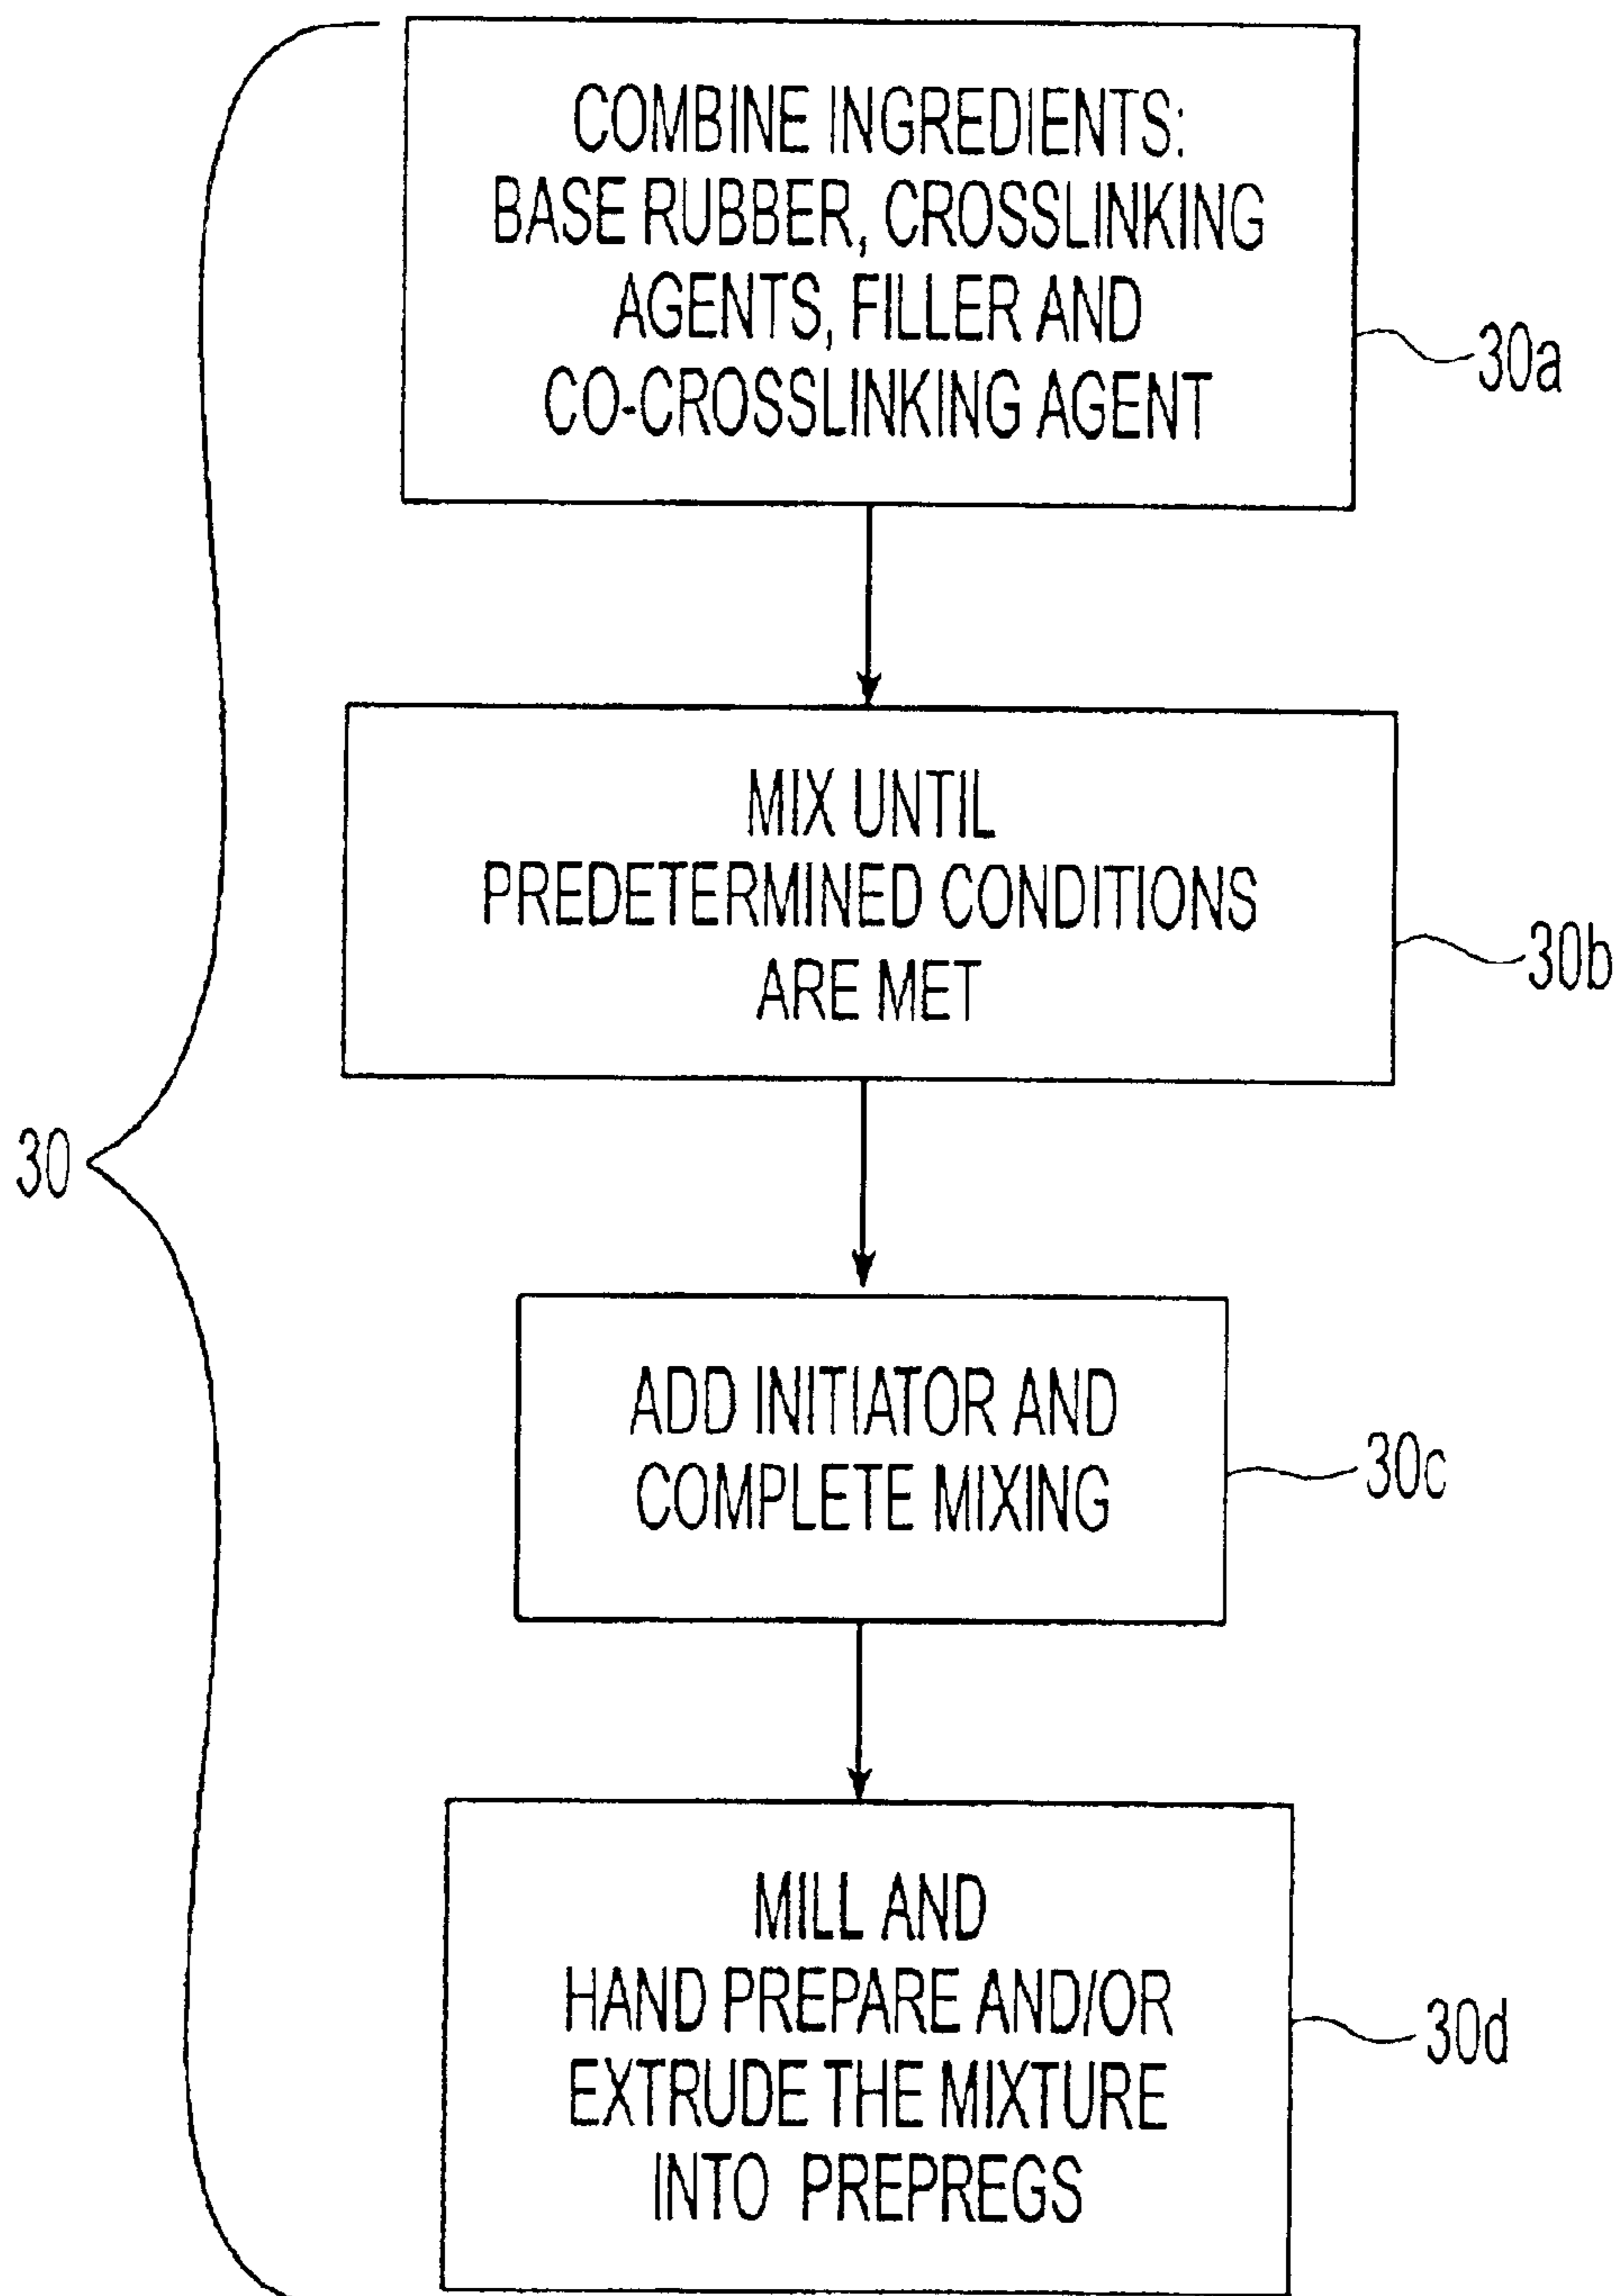 COMBINE INGREDIENTS:
BASE RUBBER, CROSSLINKING
AGENTS, FILLER AND
CO-CROSSLINKING AGENT
30a
MIX UNTIL
PREDETERMINED CONDITIONS
ARE MET
30b
30
ADD INITIATOR AND
COMPLETE MIXING
30c
MILL AND
HAND PREPARE AND/OR
EXTRUDE THE MIXTURE
INTO PREPREGS
30d